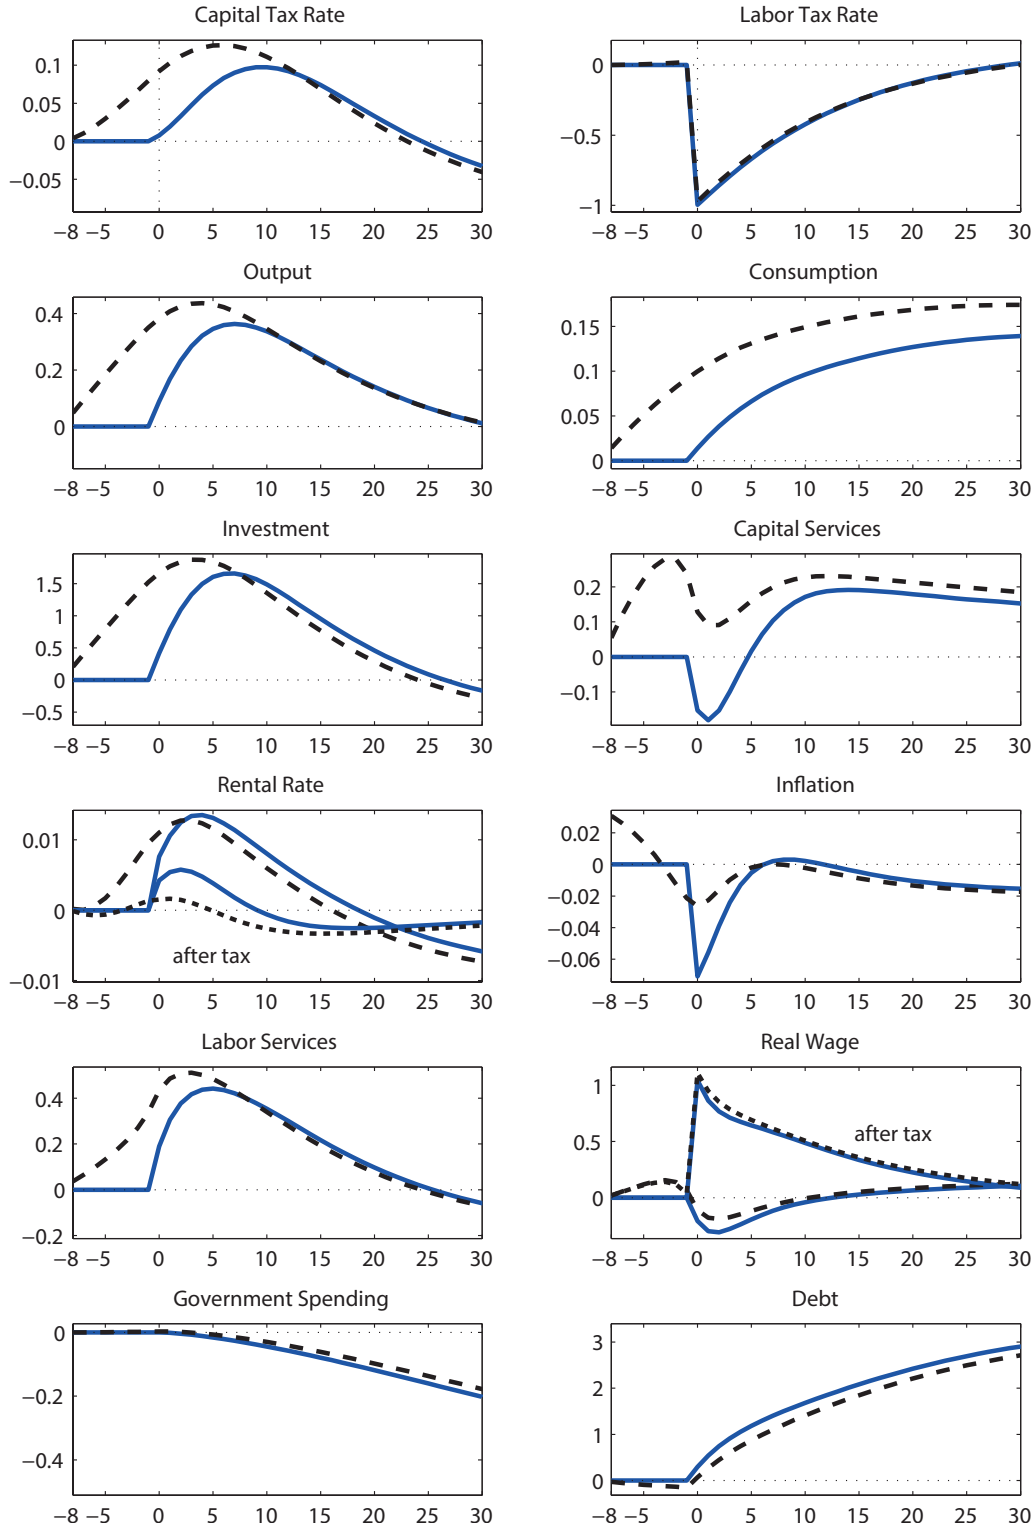 Capital Tax Rate
0.1
0.05
0
−0.05
−8 −5 0 5 10 15 20 25 30
Labor Tax Rate
0
−0.5
−1
−8 −5 0 5 10 15 20 25 30
Output
0.4
0.2
0
−8 −5 0 5 10 15 20 25 30
Consumption
0.15
0.1
0.05
0
−8 −5 0 5 10 15 20 25 30
Investment
1.5
1
0.5
0
−0.5
−8 −5 0 5 10 15 20 25 30
Capital Services
0.2
0.1
0
−0.1
−8 −5 0 5 10 15 20 25 30
Rental Rate
0.01
0
after tax
−0.01
−8 −5 0 5 10 15 20 25 30
Inflation
0.02
0
−0.02
−0.04
−0.06
−8 −5 0 5 10 15 20 25 30
Labor Services
0.4
0.2
0
−0.2
−8 −5 0 5 10 15 20 25 30
Real Wage
1
after tax
0.5
0
−8 −5 0 5 10 15 20 25 30
Government Spending
0
−0.2
−0.4
−8 −5 0 5 10 15 20 25 30
Debt
3
2
1
0
−8 −5 0 5 10 15 20 25 30